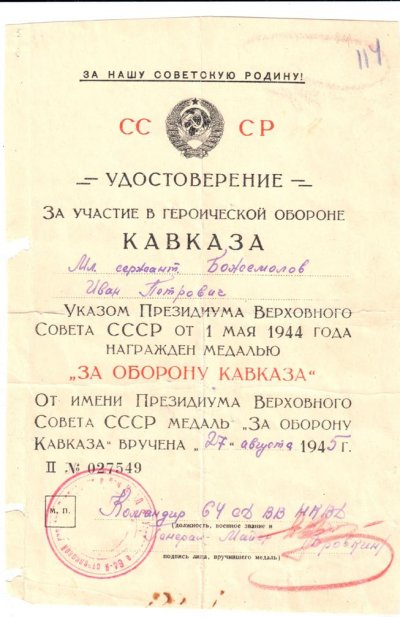 114
ЗА НАШУ СОВЕТСКУЮ РОДИНУ!
СС СР
УДОСТОВЕРЕНИЕ
ЗА УЧАСТИЕ В ГЕРОИЧЕСКОЙ ОБОРОНЕ
КАВКАЗА
Мл. сержант Божемолов
Иван Петрович
УКАЗОМ ПРЕЗИДИУМА ВЕРХОВНОГО
СОВЕТА СССР ОТ 1 МАЯ 1944 ГОДА
НАГРАЖДЕН МЕДАЛЬЮ
„ЗА ОБОРОНУ КАВКАЗА“
ОТ ИМЕНИ ПРЕЗИДИУМА ВЕРХОВНОГО
СОВЕТА СССР МЕДАЛЬ „ЗА ОБОРОНУ
КАВКАЗА“ ВРУЧЕНА „27“ августа 1945 Г.
II № 027549
М. П.
Командир 64 СД ВВ НКВД
(должность, военное звание и
Генерал-Майор
подпись лица, вручившего медаль)